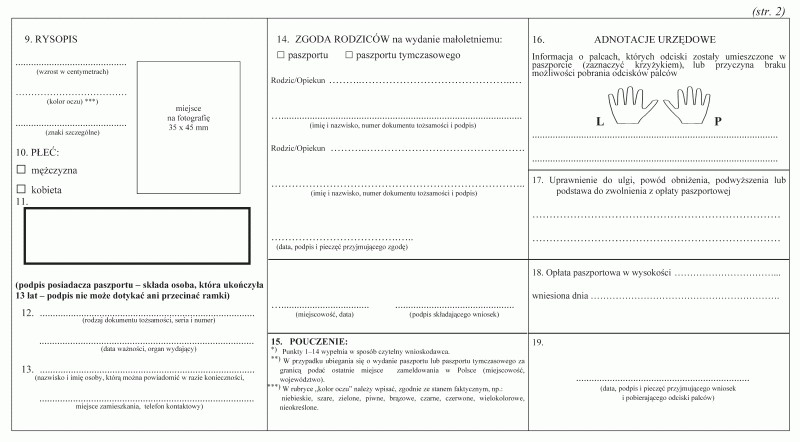 (str. 2)
9. RYSOPIS
(wzrost w centymetrach)
(kolor oczu) ***)
(znaki szczególne)
miejsce
na fotografię
35 x 45 mm
10. PŁEĆ:
mężczyzna
kobieta
11.
(podpis posiadacza paszportu – składa osoba, która ukończyła
13 lat – podpis nie może dotykać ani przecinać ramki)
12.
(rodzaj dokumentu tożsamości, seria i numer)
(data ważności, organ wydający)
13.
(nazwisko i imię osoby, którą można powiadomić w razie konieczności,
miejsce zamieszkania, telefon kontaktowy)
14. ZGODA RODZICÓW na wydanie małoletniemu:
paszportu paszportu tymczasowego
Rodzic/Opiekun
(imię i nazwisko, numer dokumentu tożsamości i podpis)
Rodzic/Opiekun
(imię i nazwisko, numer dokumentu tożsamości i podpis)
(data, podpis i pieczęć przyjmującego zgodę)
(miejscowość, data) (podpis składającego wniosek)
15. POUCZENIE:
*) Punkty 1–14 wypełnia w sposób czytelny wnioskodawca.
**) W przypadku ubiegania się o wydanie paszportu lub paszportu tymczasowego za
granicą podać ostatnie miejsce zameldowania w Polsce (miejscowość,
województwo).
***) W rubryce „kolor oczu” należy wpisać, zgodnie ze stanem faktycznym, np.:
niebieskie, szare, zielone, piwne, brązowe, czarne, czerwone, wielokolorowe,
nieokreślone.
16. ADNOTACJE URZĘDOWE
Informacja o palcach, których odciski zostały umieszczone w
paszporcie (zaznaczyć krzyżykiem), lub przyczyna braku
możliwości pobrania odcisków palców
L P
17. Uprawnienie do ulgi, powód obniżenia, podwyższenia lub
podstawa do zwolnienia z opłaty paszportowej
18. Opłata paszportowa w wysokości
wniesiona dnia
19.
(data, podpis i pieczęć przyjmującego wniosek
i pobierającego odciski palców)